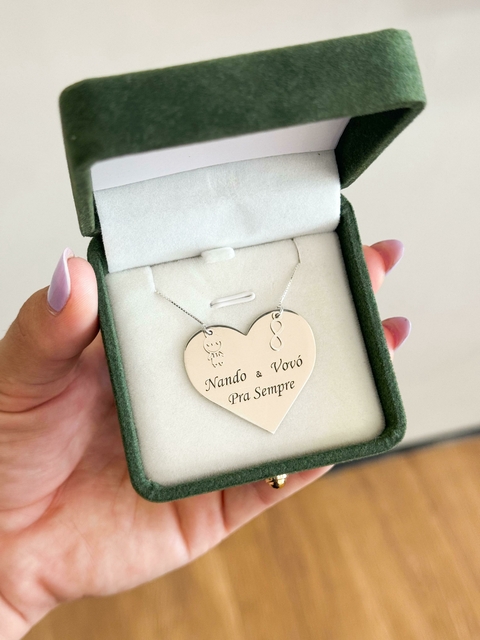 Nando & Vovó
Pra Sempre